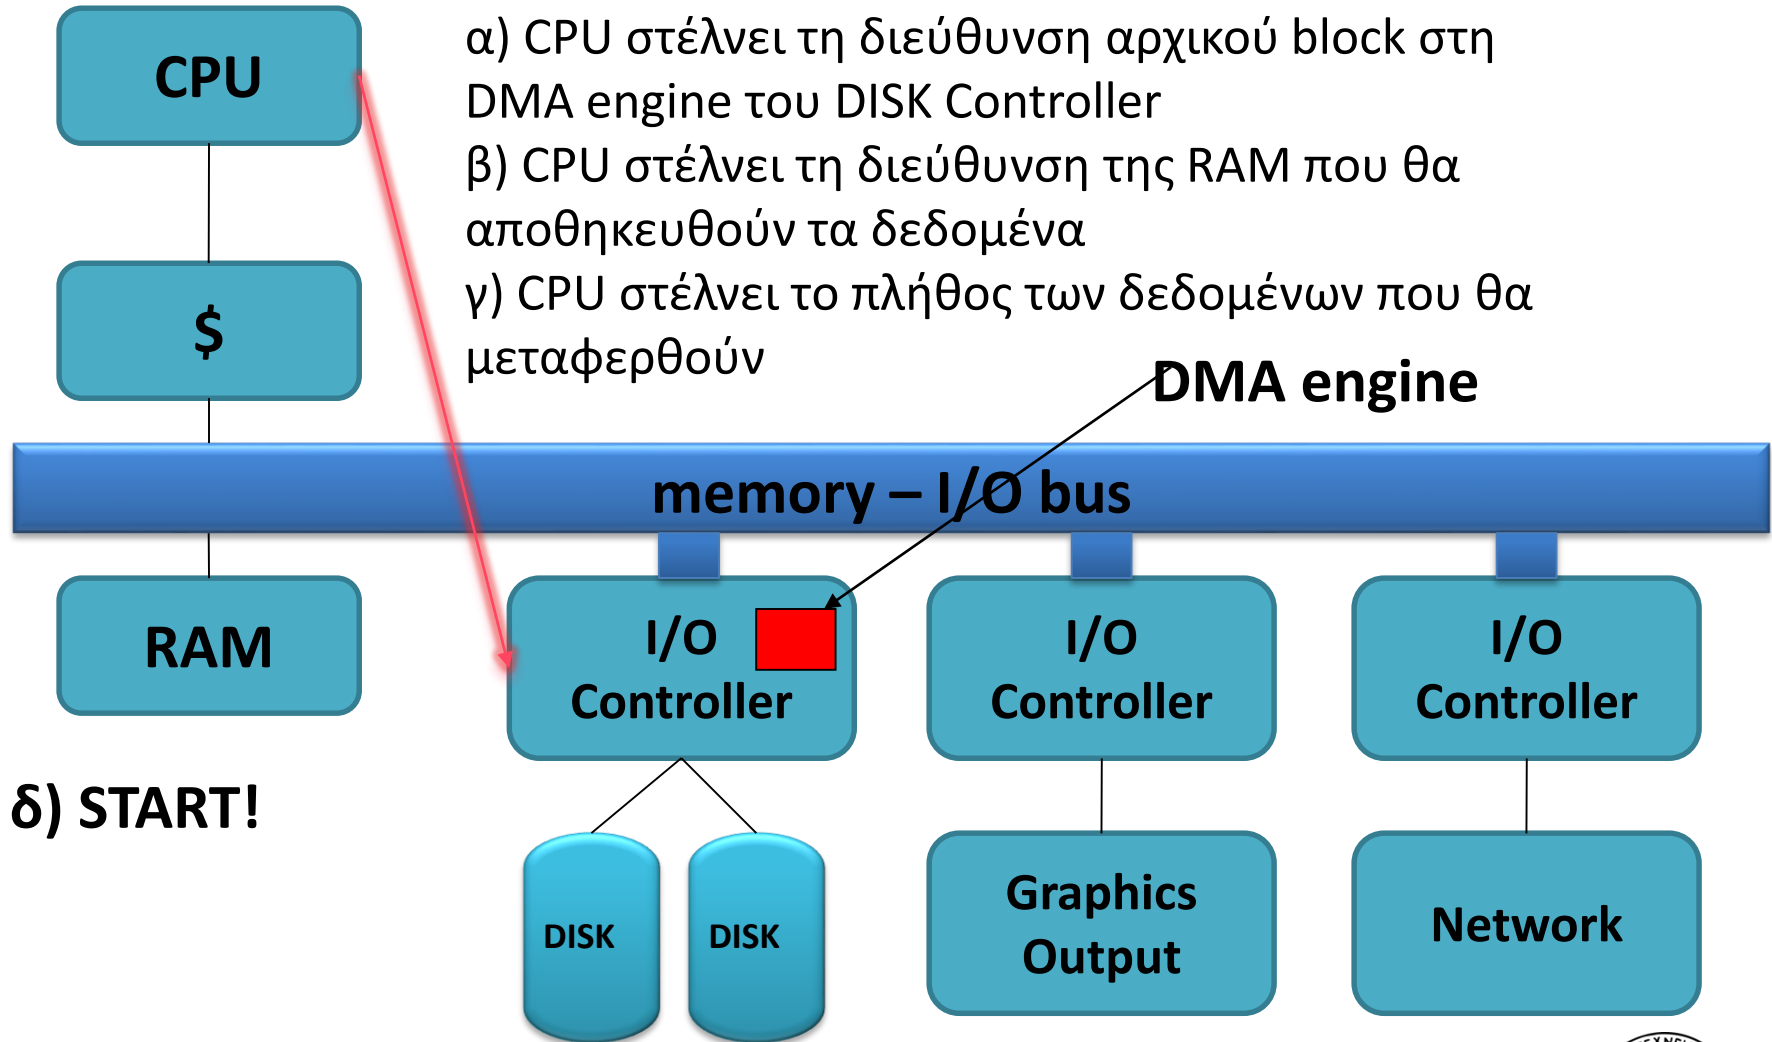 CPU
α) CPU στέλνει τη διεύθυνση αρχικού block στη
DMA engine του DISK Controller
β) CPU στέλνει τη διεύθυνση της RAM που θα
αποθηκευθούν τα δεδομένα
γ) CPU στέλνει το πλήθος των δεδομένων που θα
μεταφερθούν
$
DMA engine
memory – I/O bus
RAM
I/O
Controller
I/O
Controller
I/O
Controller
δ) START!
DISK
DISK
Graphics
Output
Network